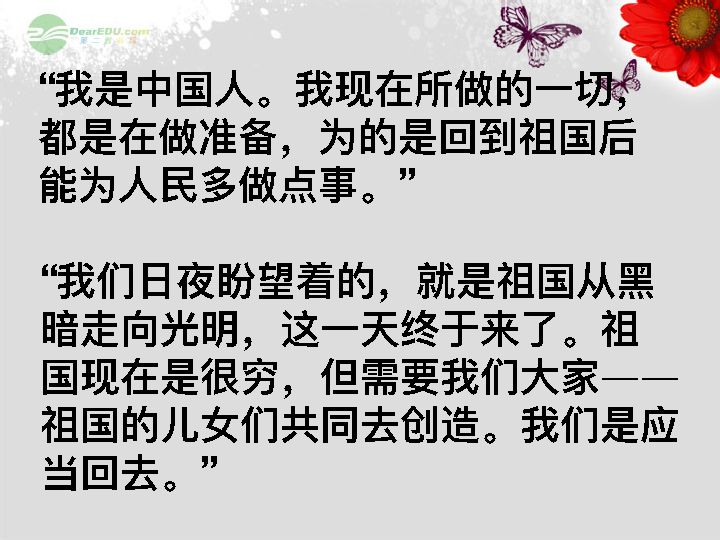 DearEDU.com
第二教育网
“我是中国人。我现在所做的一切，
都是在做准备，为的是回到祖国后
能为人民多做点事。”
“我们日夜盼望着的，就是祖国从黑
暗走向光明，这一天终于来了。祖
国现在是很穷，但需要我们大家——
祖国的儿女们共同去创造。我们是应
当回去。”